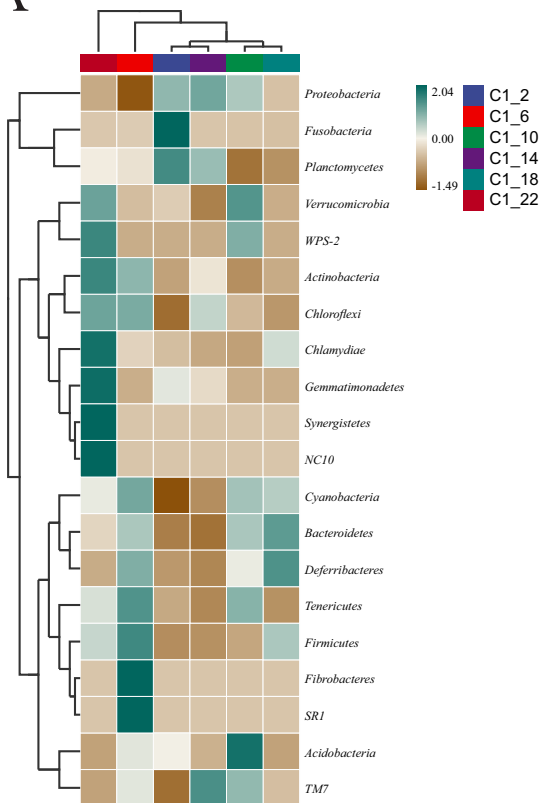 Proteobacteria
Fusobacteria
Planctomycetes
Verrucomicrobia
WPS-2
Actinobacteria
Chloroflexi
Chlamydiae
Gemmatimonadetes
Synergistetes
NC10
Cyanobacteria
Bacteroidetes
Deferribacteres
Tenericutes
Firmicutes
Fibrobacteres
SR1
Acidobacteria
TM7
2.04
0.00
-1.49
C1_2
C1_6
C1_10
C1_14
C1_18
C1_22